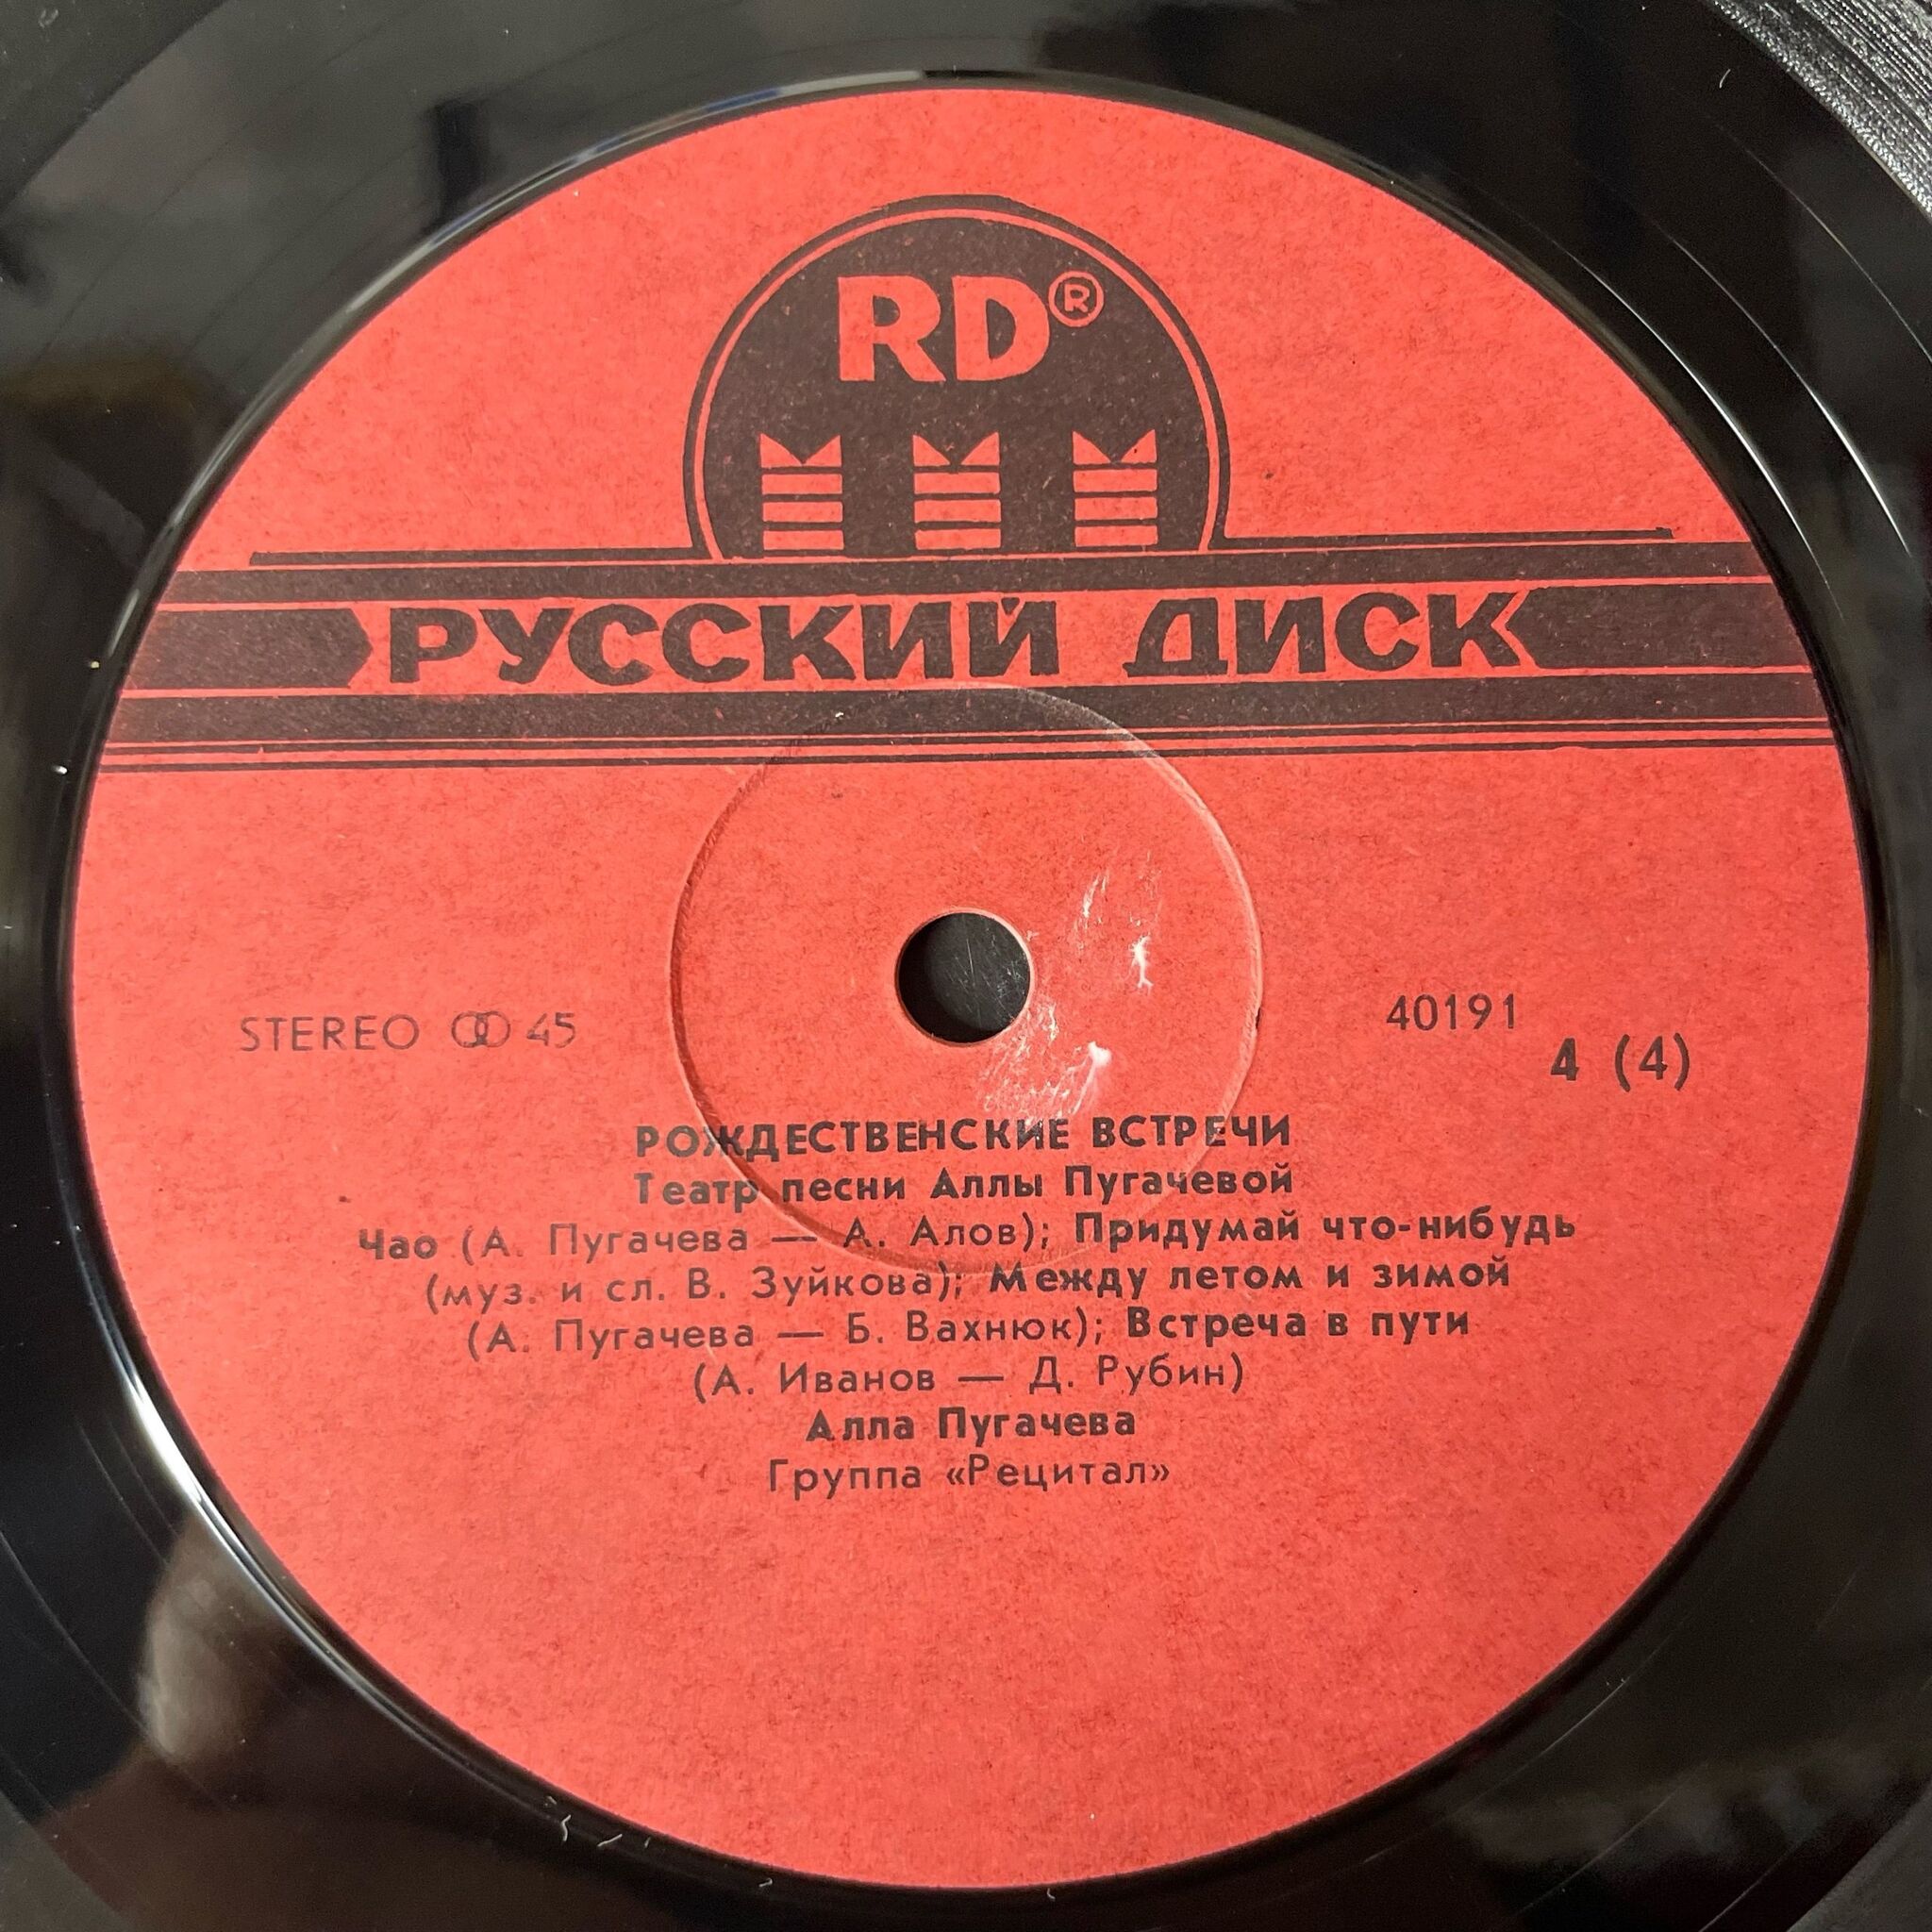 RD®
РУССКИЙ ДИСК
STEREO 45
40191
4 (4)
РОЖДЕСТВЕНСКИЕ ВСТРЕЧИ
Театр песни Аллы Пугачевой
Чао (А. Пугачева — А. Алов); Придумай что-нибудь
(муз. и сл. В. Зуйкова); Между летом и зимой
(А. Пугачева — Б. Вахнюк); Встреча в пути
(А. Иванов — Д. Рубин)
Алла Пугачева
Группа «Рецитал»